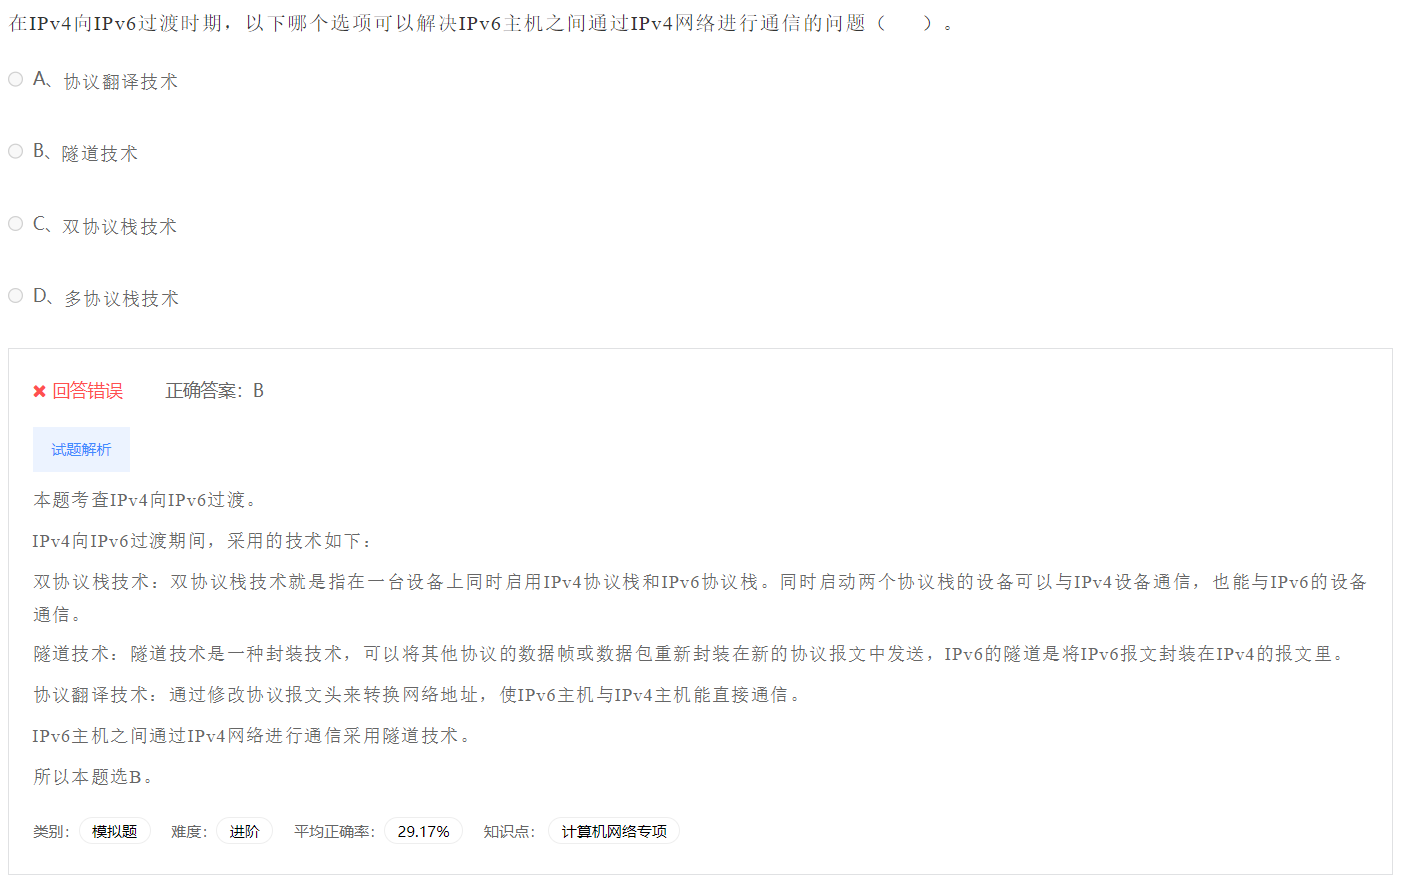 在IPv4向IPv6过渡时期，以下哪个选项可以解决IPv6主机之间通过IPv4网络进行通信的问题（　　）。
A、协议翻译技术
B、隧道技术
C、双协议栈技术
D、多协议栈技术
回答错误 正确答案：B
试题解析
本题考查IPv4向IPv6过渡。
IPv4向IPv6过渡期间，采用的技术如下：
双协议栈技术：双协议栈技术就是指在一台设备上同时启用IPv4协议栈和IPv6协议栈。同时启动两个协议栈的设备可以与IPv4设备通信，也能与IPv6的设备
通信。
隧道技术：隧道技术是一种封装技术，可以将其他协议的数据帧或数据包重新封装在新的协议报文中发送，IPv6的隧道是将IPv6报文封装在IPv4的报文里。
协议翻译技术：通过修改协议报文头来转换网络地址，使IPv6主机与IPv4主机能直接通信。
IPv6主机之间通过IPv4网络进行通信采用隧道技术。
所以本题选B。
类别： 模拟题 难度： 进阶 平均正确率： 29.17% 知识点： 计算机网络专项